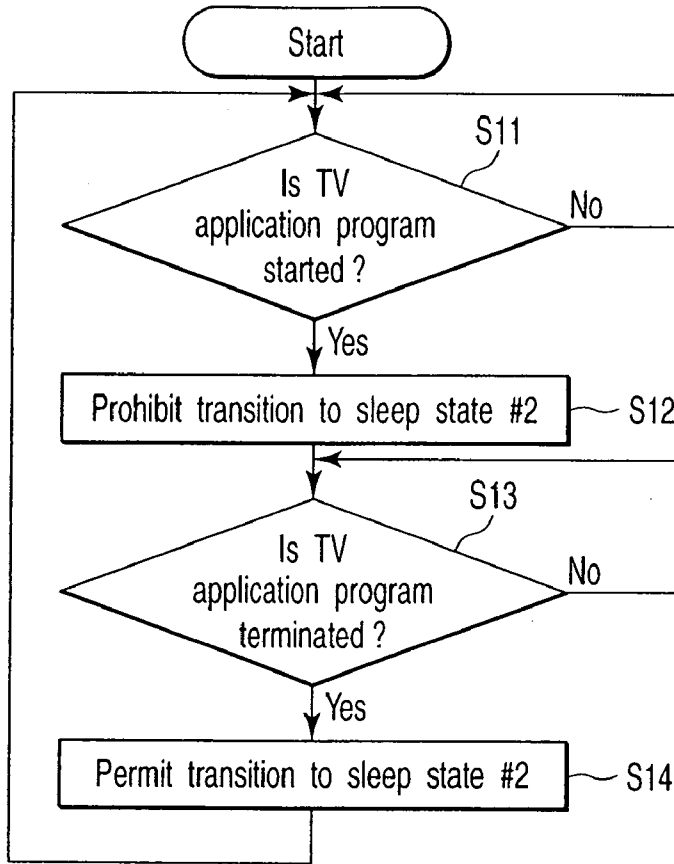 Start
S11
Is TV
application program
started ?
No
Yes
Prohibit transition to sleep state #2
S12
S13
Is TV
application program
terminated ?
No
Yes
Permit transition to sleep state #2
S14